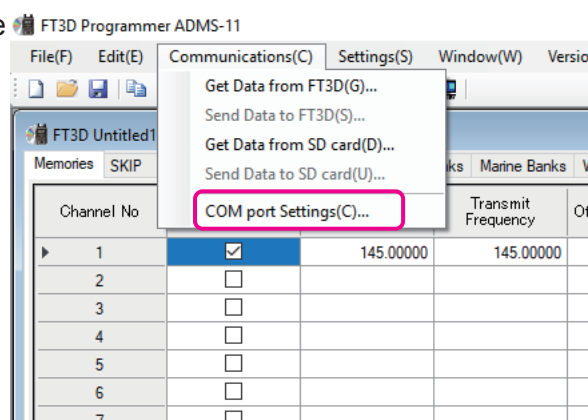 e
FT3D Programmer ADMS-11
File(F) Edit(E) Communications(C) Settings(S) Window(W) Versio
Get Data from FT3D(G)...
Send Data to FT3D(S)...
Get Data from SD card(D)...
Send Data to SD card(U)...
COM port Settings(C)...
FT3D Untitled1
Memories SKIP ks Marine Banks W
Channel No Transmit Of
Frequency
1 145.00000 145.00000
2
3
4
5
6